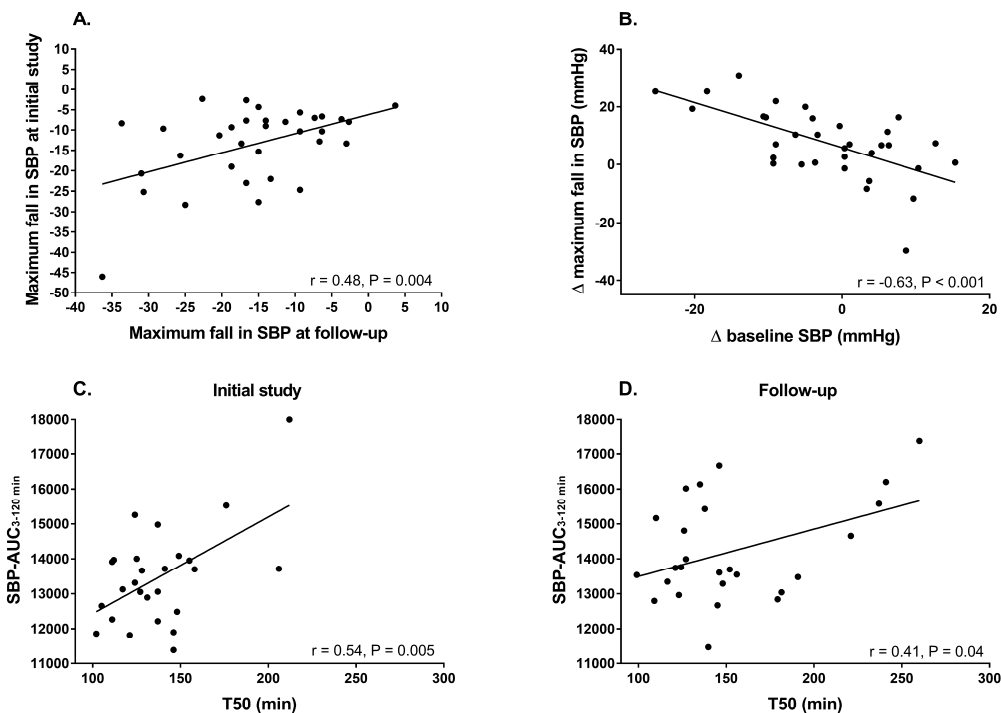 A.
Maximum fall in SBP at initial study
10
5
0
-5
-10
-15
-20
-25
-30
-35
-40
-45
-50
-40 -35 -30 -25 -20 -15 -10 -5 0 5 10
r = 0.48, P = 0.004
Maximum fall in SBP at follow-up
B.
Δ maximum fall in SBP (mmHg)
40
20
0
-20
-40
-20 0 20
r = -0.63, P < 0.001
Δ baseline SBP (mmHg)
C.
Initial study
SBP-AUC3-120 min
18000
17000
16000
15000
14000
13000
12000
11000
100 150 200 250 300
r = 0.54, P = 0.005
T50 (min)
D.
Follow-up
SBP-AUC3-120 min
18000
17000
16000
15000
14000
13000
12000
11000
100 150 200 250 300
r = 0.41, P = 0.04
T50 (min)